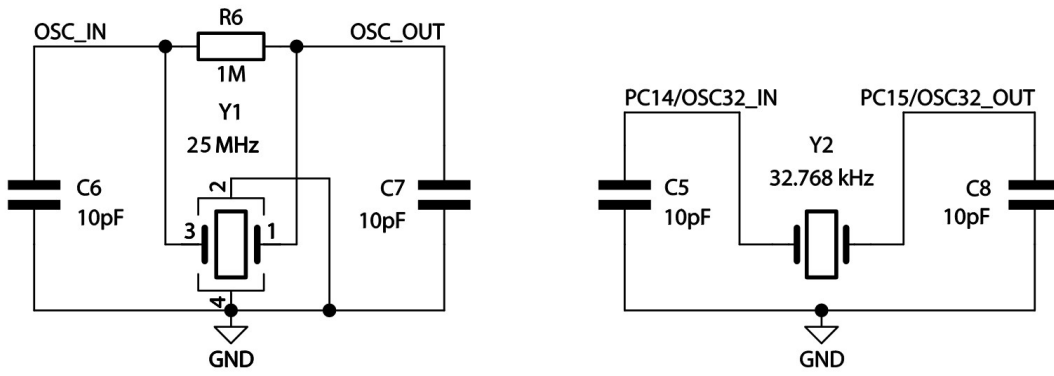 R6
OSC_IN
OSC_OUT
1M
Y1
25 MHz
C6
10pF
2
3
1
4
C7
10pF
GND
PC14/OSC32_IN
PC15/OSC32_OUT
Y2
32.768 kHz
C5
10pF
C8
10pF
GND